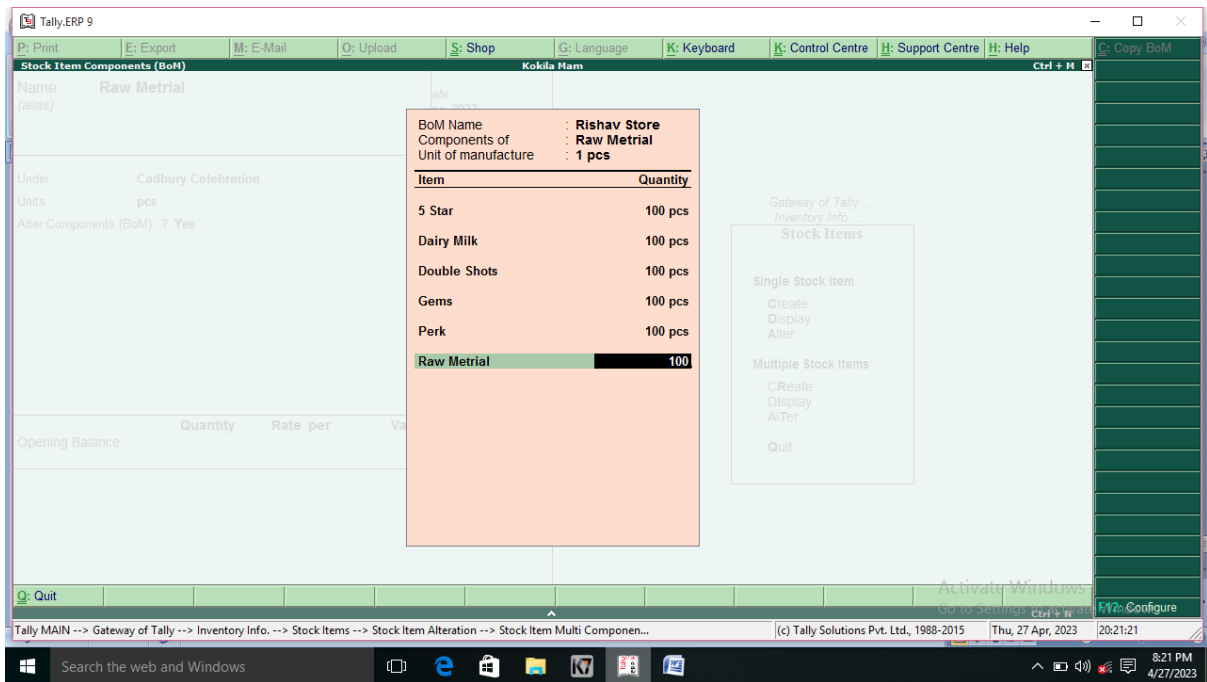 Tally.ERP 9
P: Print E: Export M: E-Mail O: Upload S: Shop G: Language K: Keyboard K: Control Centre H: Support Centre H: Help C: Copy BoM
Stock Item Components (BoM) Kokila Mam Ctrl + M
Name : Raw Metrial
(alias) :
BoM Name : Rishav Store
Components of : Raw Metrial
Unit of manufacture : 1 pcs
Item Quantity
5 Star 100 pcs
Dairy Milk 100 pcs
Double Shots 100 pcs
Gems 100 pcs
Perk 100 pcs
Raw Metrial 100
Under : Cadbury Celebration
Units : pcs
Alter Components (BoM) ? Yes
Gateway of Tally ....
Inventory Info. ....
Stock Items
Single Stock Item
Create
Display
Alter
Multiple Stock Items
CReate
DIsplay
AlTer
Quit
Quantity Rate per
Opening Balance :
Activate Windows
Go to Settings to activate Windows.
Q: Quit
Ctrl + N
F12: Configure
Tally MAIN --> Gateway of Tally --> Inventory Info. --> Stock Items --> Stock Item Alteration --> Stock Item Multi Componen... (c) Tally Solutions Pvt. Ltd., 1988-2015 Thu, 27 Apr, 2023 20:21:21
Search the web and Windows
8:21 PM
4/27/2023